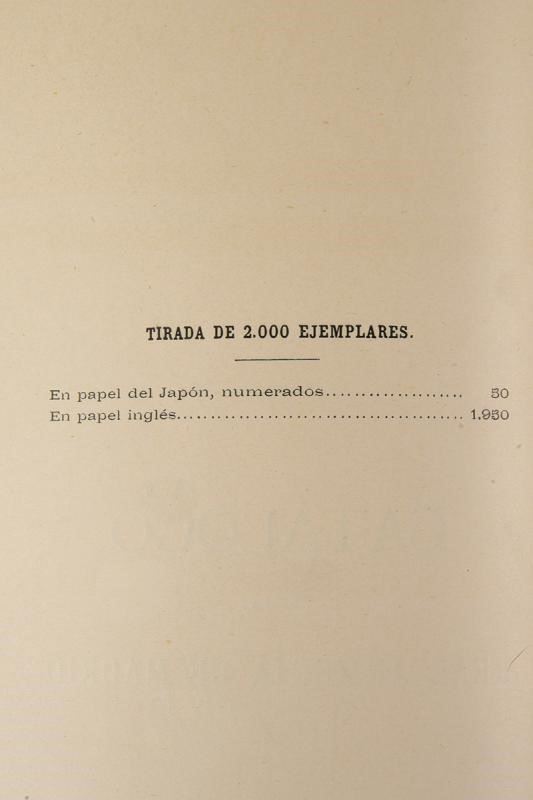 TIRADA DE 2.000 EJEMPLARES.
En papel del Japón, numerados................... 50
En papel inglés...................................... 1.950